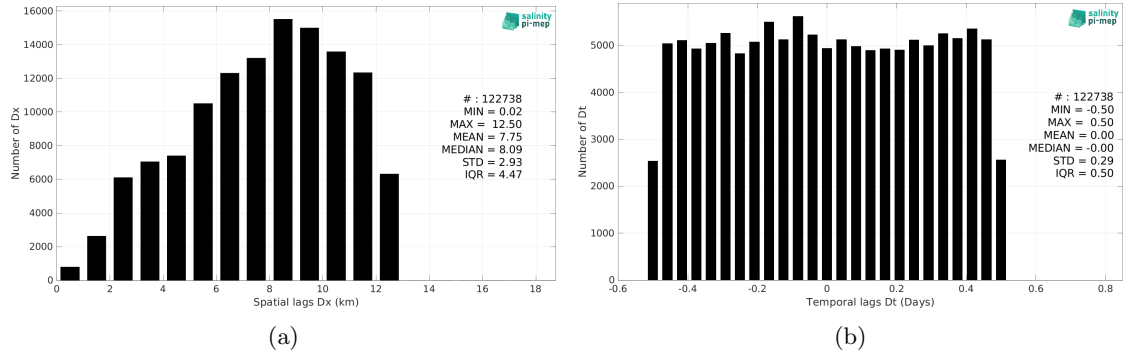 16000
14000
12000
10000
8000
6000
4000
2000
0
Number of Dx
salinity
pi-mep
# : 122738
MIN = 0.02
MAX = 12.50
MEAN = 7.75
MEDIAN = 8.09
STD = 2.93
IQR = 4.47
0 2 4 6 8 10 12 14 16 18
Spatial lags Dx (km)
(a)
5000
4000
3000
2000
1000
0
Number of Dt
salinity
pi-mep
# : 122738
MIN = -0.50
MAX = 0.50
MEAN = 0.00
MEDIAN = -0.00
STD = 0.29
IQR = 0.50
-0.6 -0.4 -0.2 0 0.2 0.4 0.6 0.8
Temporal lags Dt (Days)
(b)